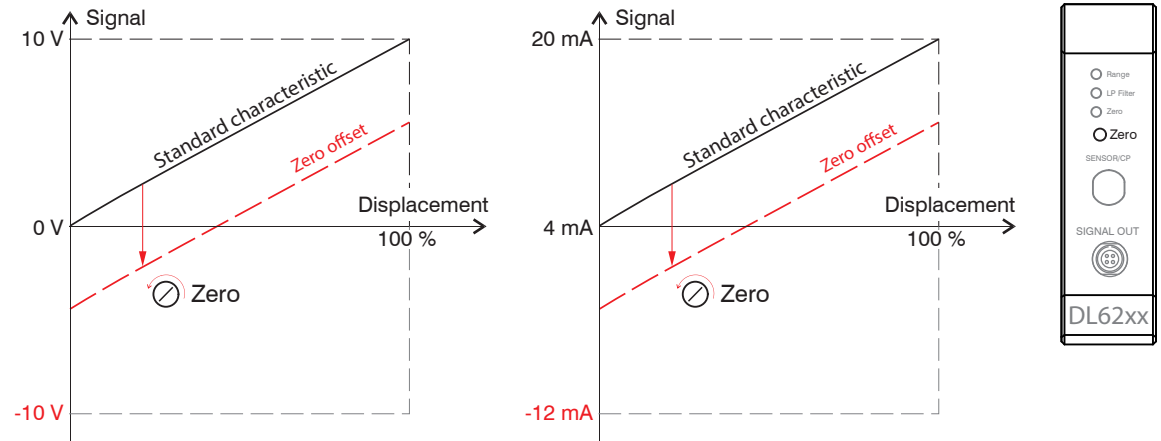 Signal
10 V
Standard characteristic
Zero offset
Displacement
0 V
100 %
Zero
-10 V
Signal
20 mA
Standard characteristic
Zero offset
Displacement
4 mA
100 %
Zero
-12 mA
Range
LP Filter
Zero
Zero
SENSOR/CP
SIGNAL OUT
DL62xx